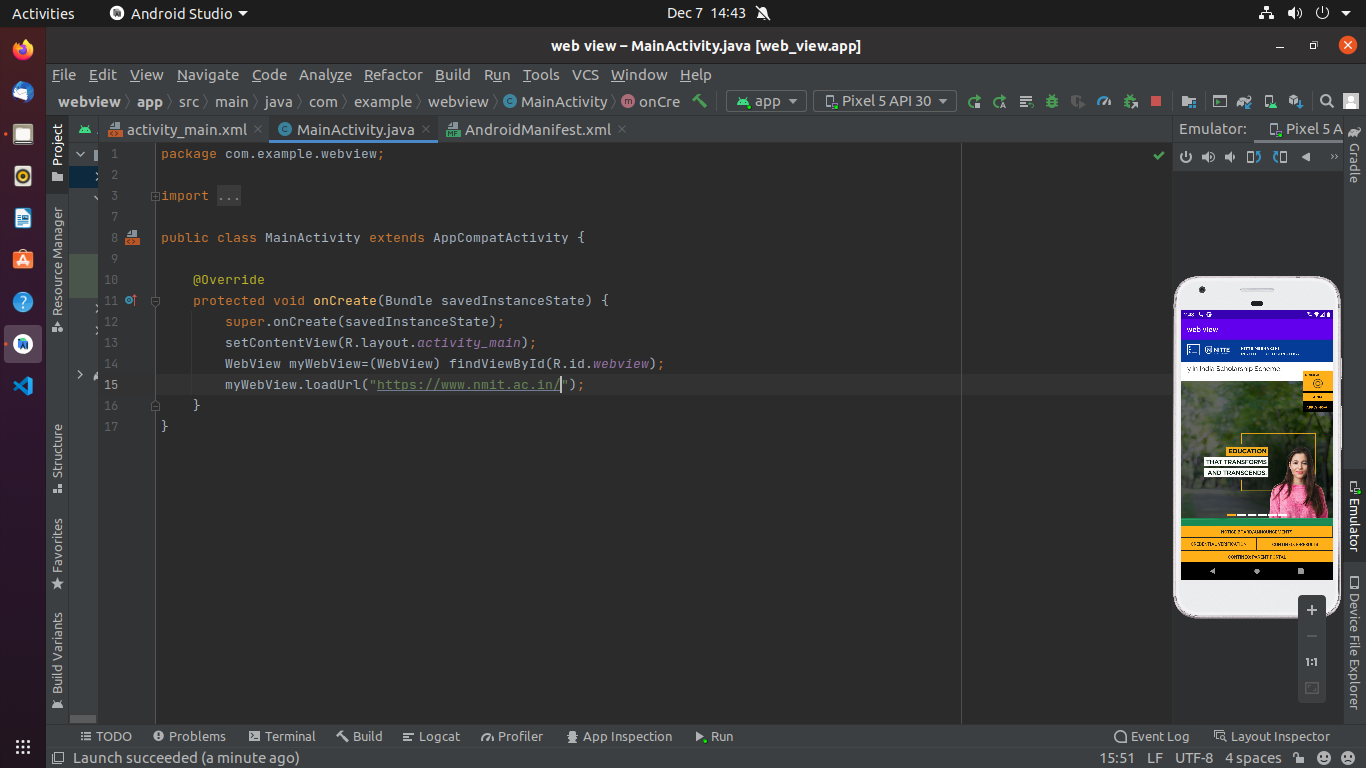 Activities
Android Studio
Dec 7 14:43
web view – MainActivity.java [web_view.app]
File Edit View Navigate Code Analyze Refactor Build Run Tools VCS Window Help
webview app src main java com example webview MainActivity onCre
app
Pixel 5 API 30
Project
activity_main.xml
MainActivity.java
AndroidManifest.xml
Emulator: Pixel 5 A
Gradle
1 package com.example.webview;
2
3 import ...
7
8 public class MainActivity extends AppCompatActivity {
9
10 @Override
11 protected void onCreate(Bundle savedInstanceState) {
12 super.onCreate(savedInstanceState);
13 setContentView(R.layout.activity_main);
14 WebView myWebView=(WebView) findViewById(R.id.webview);
15 myWebView.loadUrl("https://www.nmit.ac.in/");
16 }
17 }
Resource Manager
Structure
Favorites
Build Variants
web view
NITTE
y in India Scholarship Scheme
EDUCATION
THAT TRANSFORMS
AND TRANSCENDS.
CREDENTIAL VERIFICATION
CONTINEO: PARENT PORTAL
1:1
Emulator
Device File Explorer
TODO Problems Terminal Build Logcat Profiler App Inspection Run Event Log Layout Inspector
Launch succeeded (a minute ago)
15:51 LF UTF-8 4 spaces